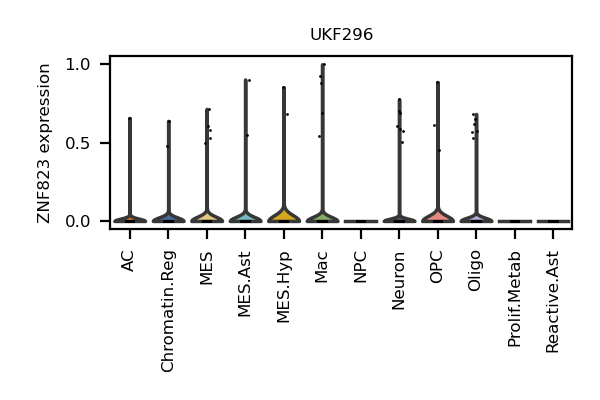 UKF296
ZNF823 expression
1.0
0.5
0.0
AC
Chromatin.Reg
MES
MES.Ast
MES.Hyp
Mac
NPC
Neuron
OPC
Oligo
Prolif.Metab
Reactive.Ast